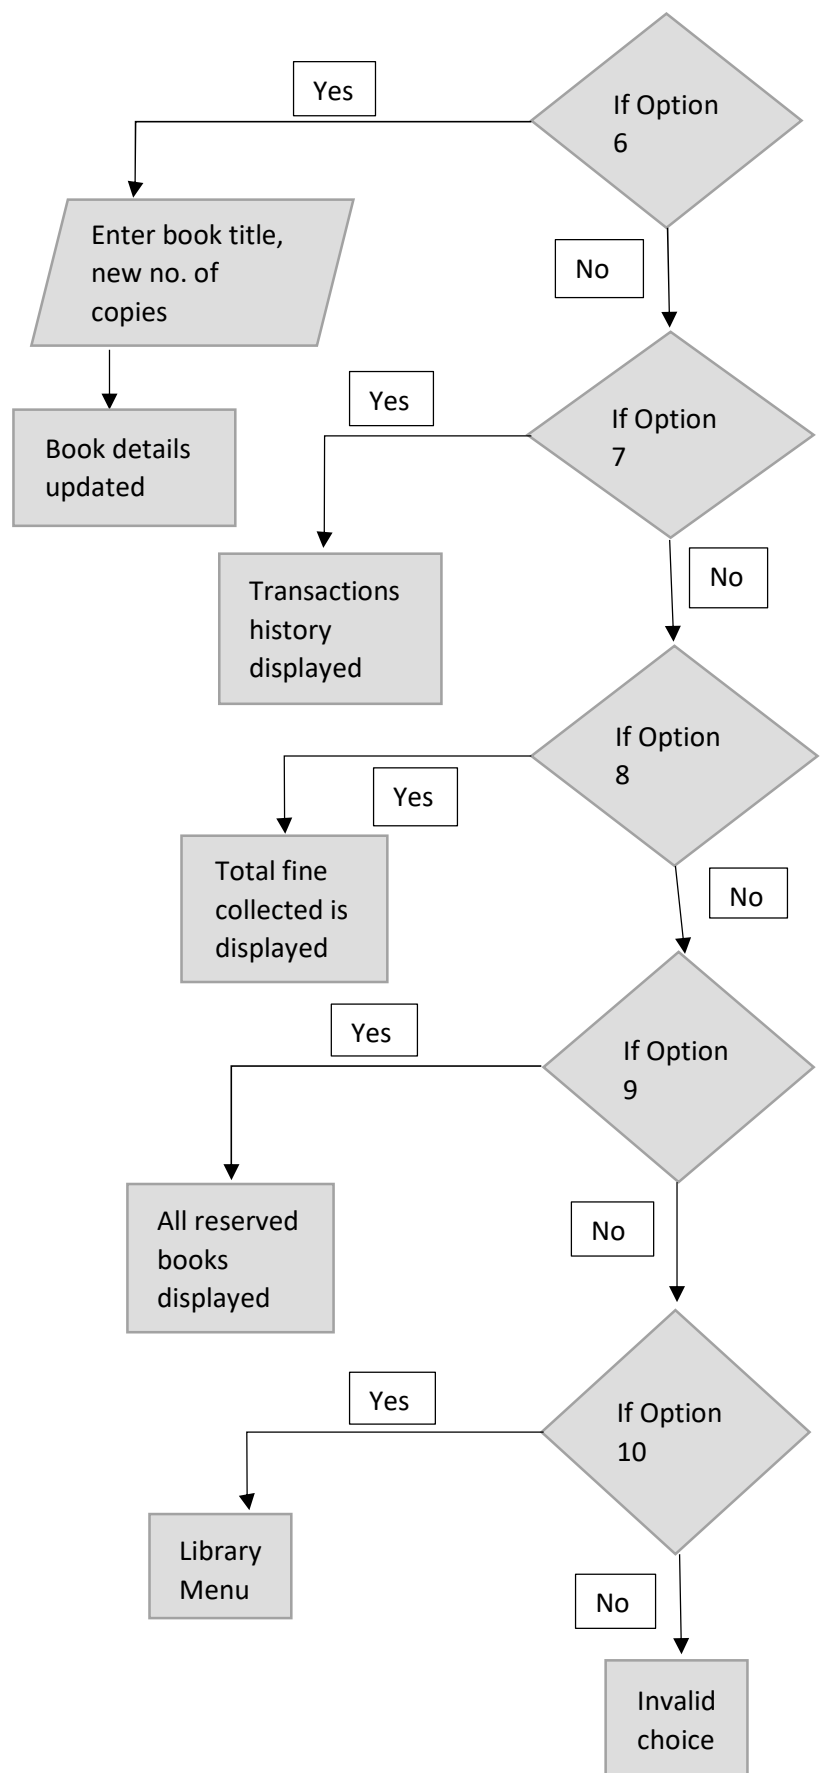 Yes
If Option
6
Enter book title,
new no. of
copies
No
Book details
updated
Yes
If Option
7
Transactions
history
displayed
No
If Option
8
Yes
Total fine
collected is
displayed
No
Yes
If Option
9
All reserved
books
displayed
No
Yes
If Option
10
Library
Menu
No
Invalid
choice